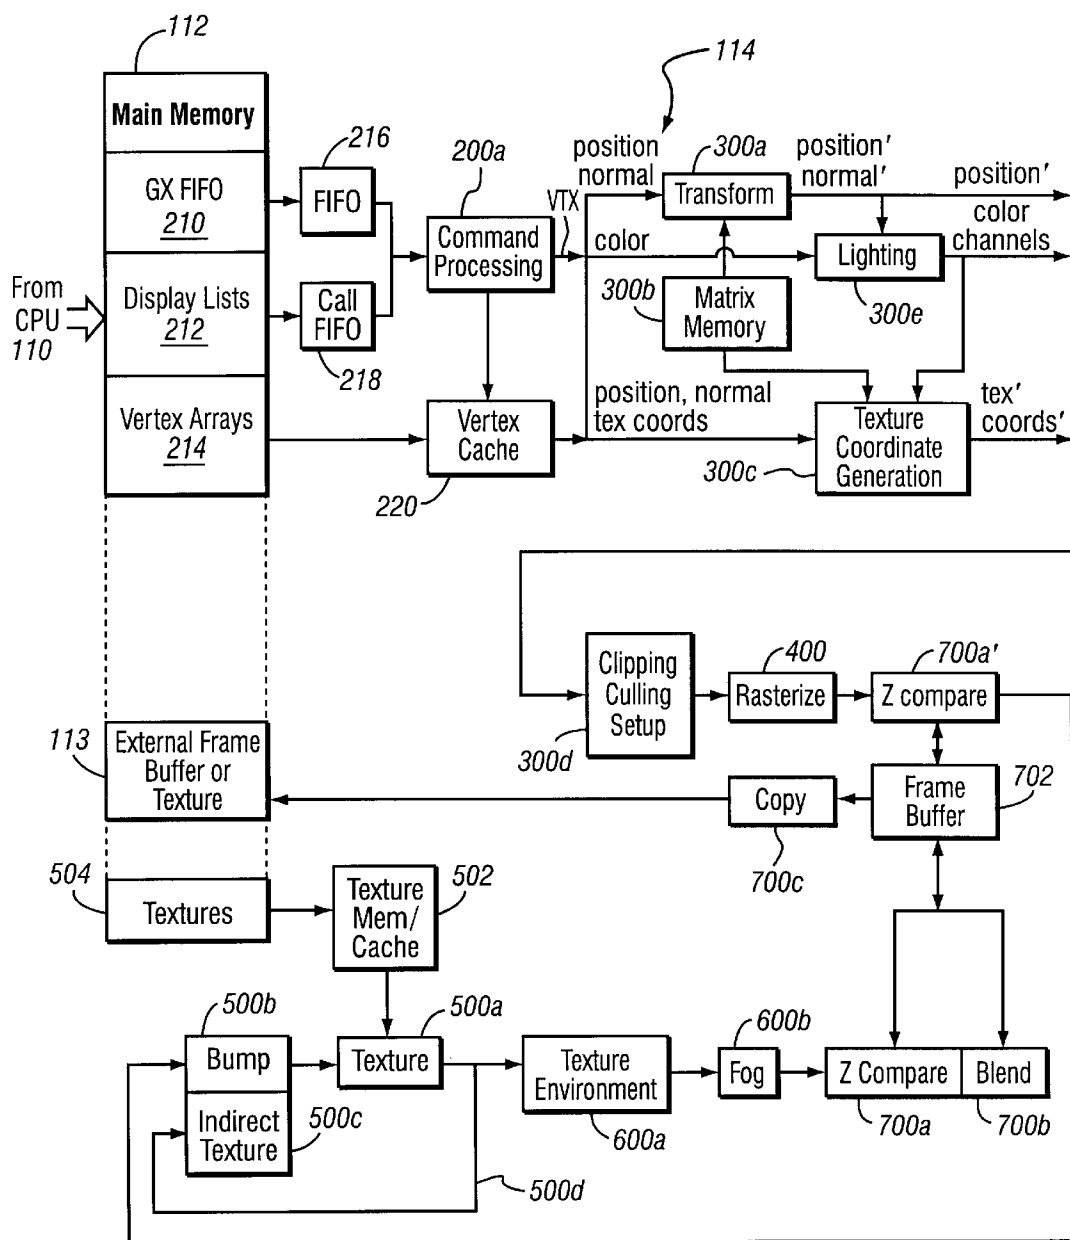 112
Main Memory
GX FIFO
210
Display Lists
212
Vertex Arrays
214
From
CPU
110
216
FIFO
Call
FIFO
218
200a
Command
Processing
VTX
Vertex
Cache
220
114
position
normal
300a
Transform
position′
normal′
position′
color
color
channels
Lighting
300e
300b
Matrix
Memory
position, normal
tex coords
Texture
Coordinate
Generation
300c
tex′
coords′
Clipping
Culling
Setup
300d
400
Rasterize
700a′
Z compare
113
External Frame
Buffer or
Texture
Copy
700c
Frame
Buffer
702
504
Textures
Texture
Mem/
Cache
502
500b
Bump
Indirect
Texture
500c
500a
Texture
500d
Texture
Environment
600a
600b
Fog
Z Compare
Blend
700a
700b